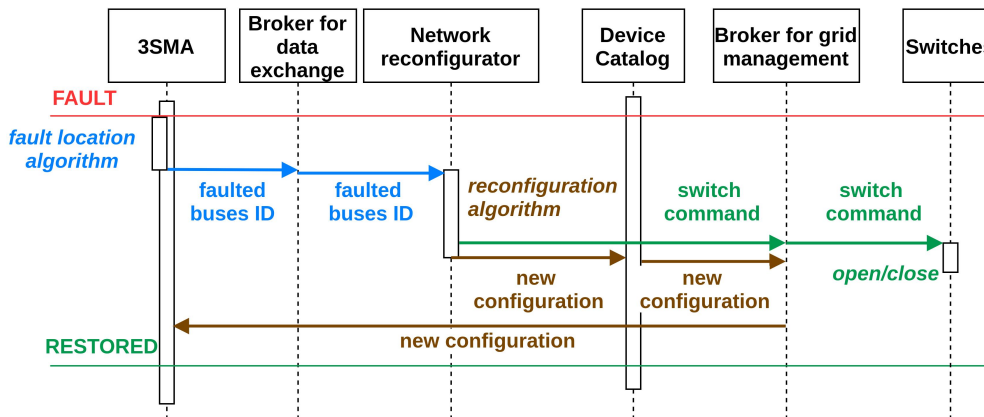 3SMA
Broker for
data
exchange
Network
reconfigurator
Device
Catalog
Broker for grid
management
Switches
FAULT
fault location
algorithm
faulted
buses ID
faulted
buses ID
reconfiguration
algorithm
switch
command
switch
command
new
configuration
new
configuration
open/close
new configuration
RESTORED